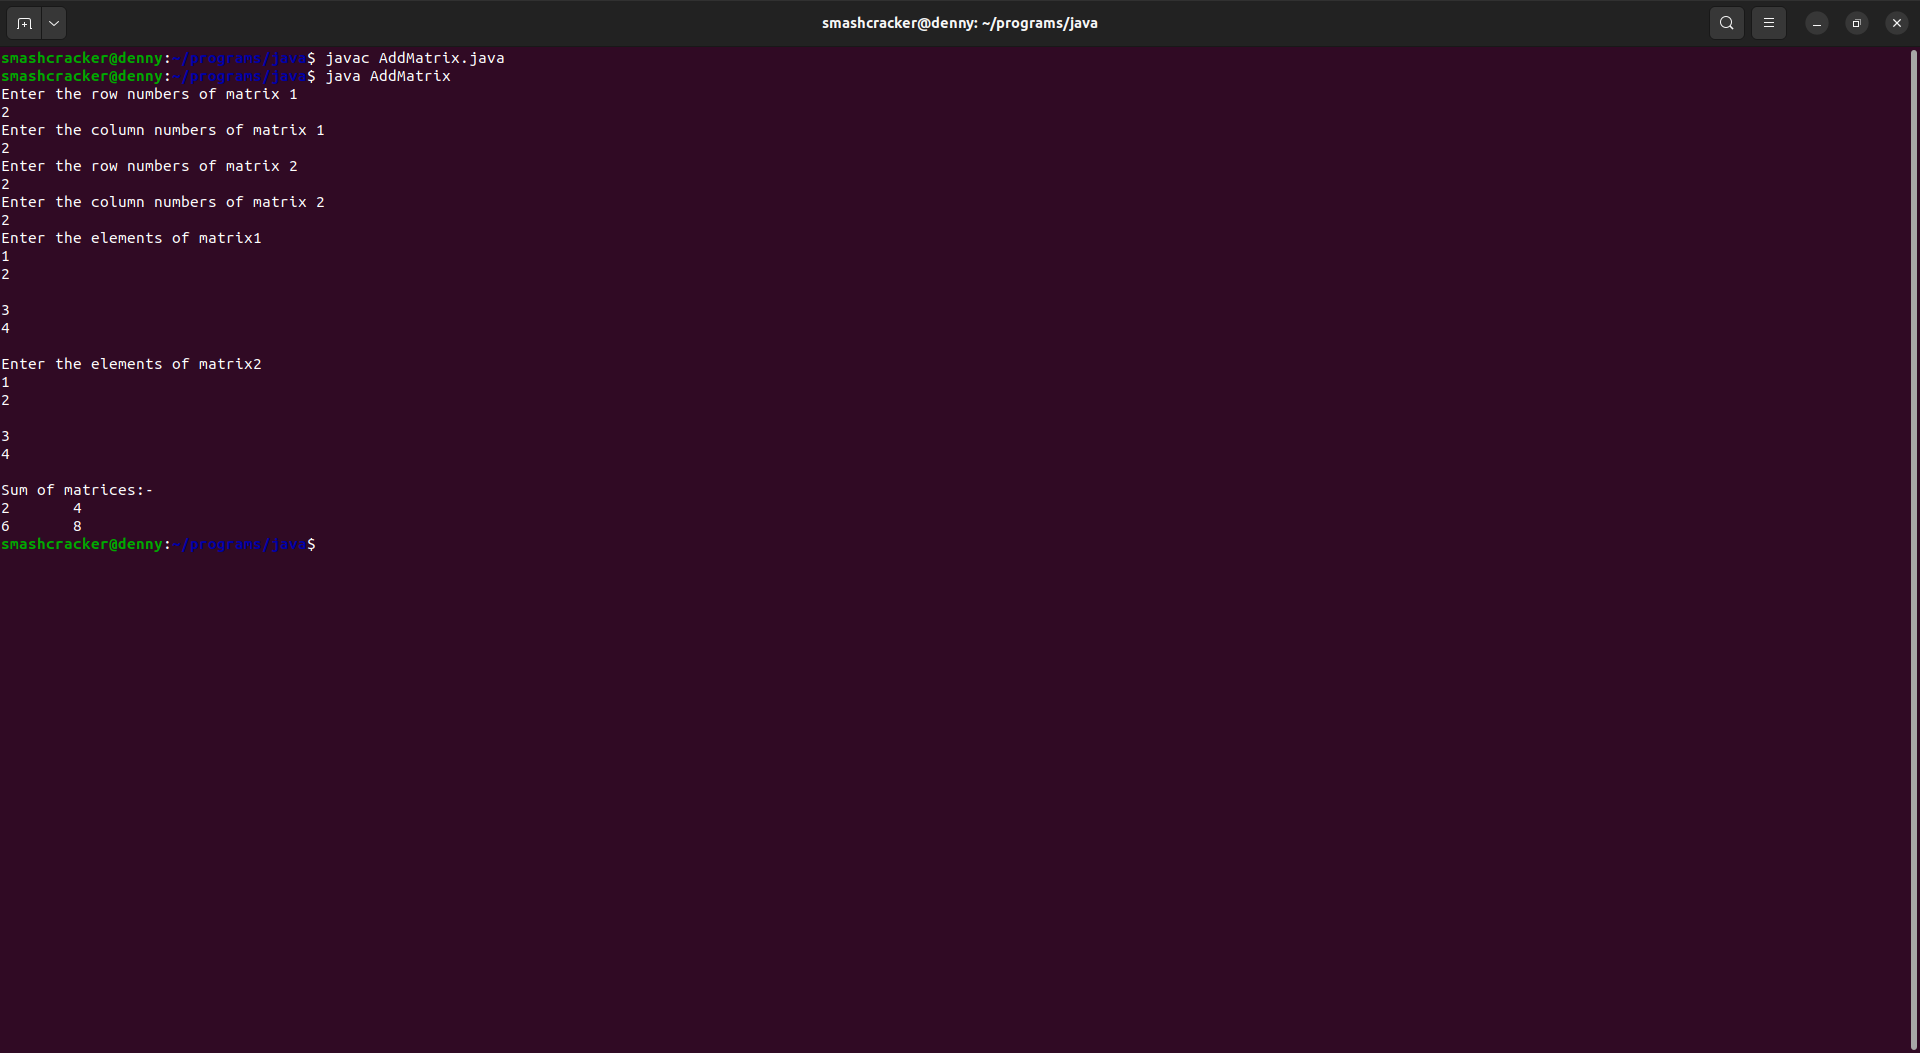 smashcracker@denny: ~/programs/java
smashcracker@denny:~/programs/java$ javac AddMatrix.java
smashcracker@denny:~/programs/java$ java AddMatrix
Enter the row numbers of matrix 1
2
Enter the column numbers of matrix 1
2
Enter the row numbers of matrix 2
2
Enter the column numbers of matrix 2
2
Enter the elements of matrix1
1
2
3
4
Enter the elements of matrix2
1
2
3
4
Sum of matrices:-
2 4
6 8
smashcracker@denny:~/programs/java$